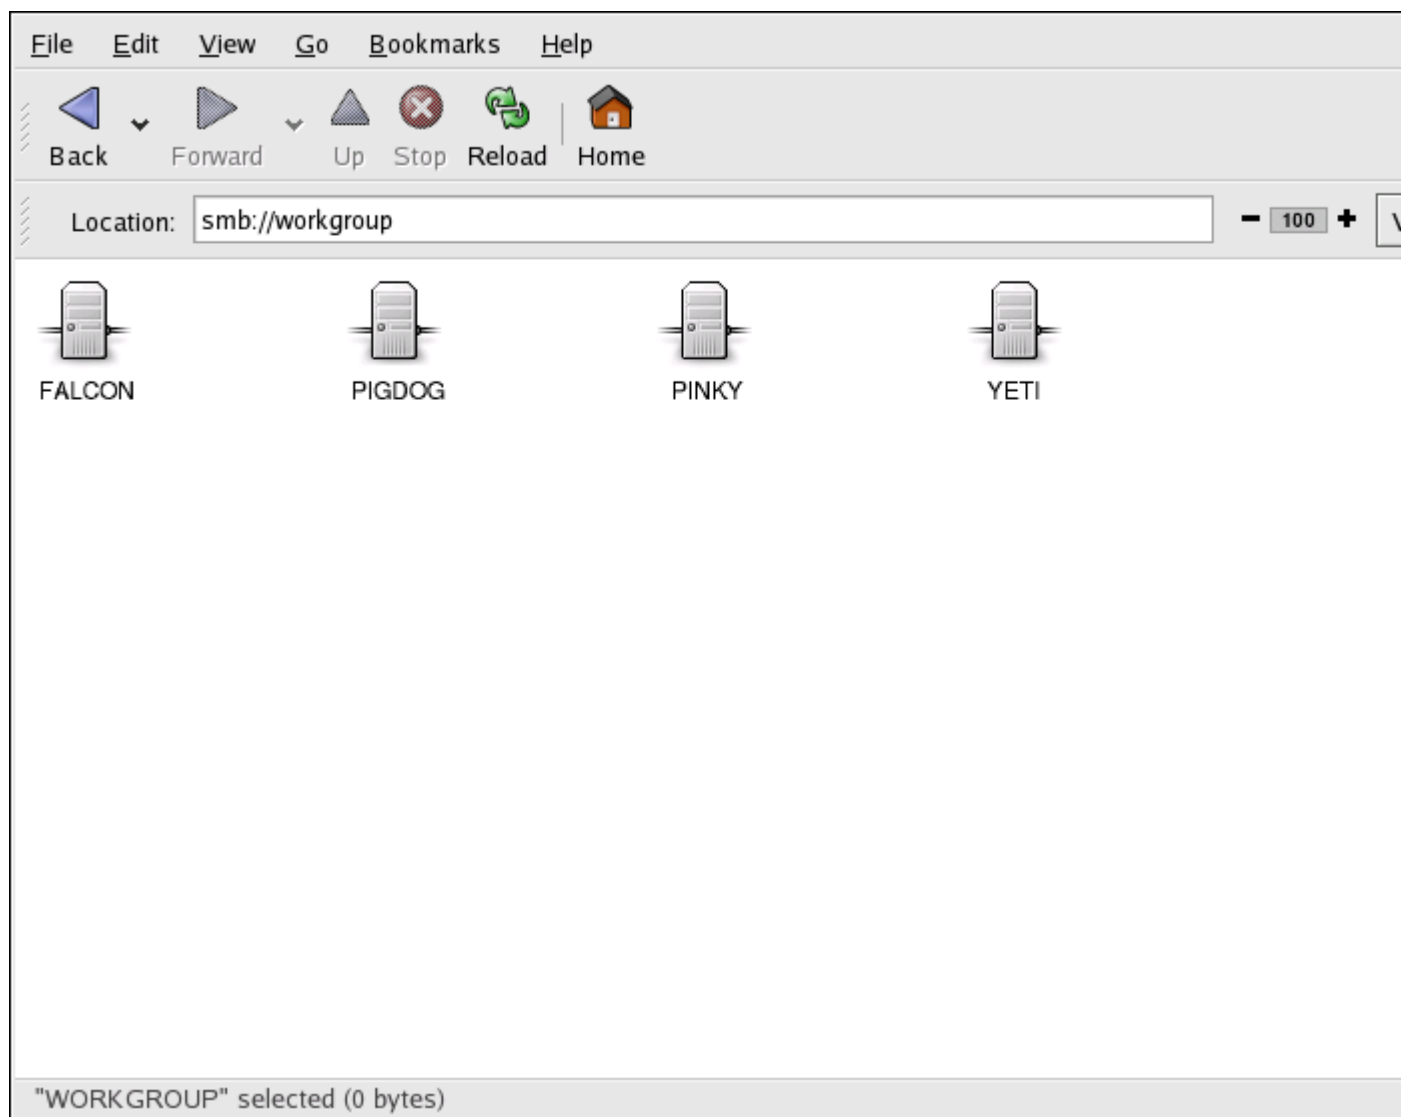 File Edit View Go Bookmarks Help
Back Forward Up Stop Reload Home
Location: smb://workgroup 100
FALCON PIGDOG PINKY YETI
"WORKGROUP" selected (0 bytes)